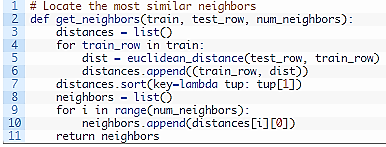 1 # Locate the most similar neighbors
2 def get_neighbors(train, test_row, num_neighbors):
3     distances = list()
4     for train_row in train:
5         dist = euclidean_distance(test_row, train_row)
6         distances.append((train_row, dist))
7     distances.sort(key=lambda tup: tup[1])
8     neighbors = list()
9     for i in range(num_neighbors):
10         neighbors.append(distances[i][0])
11     return neighbors